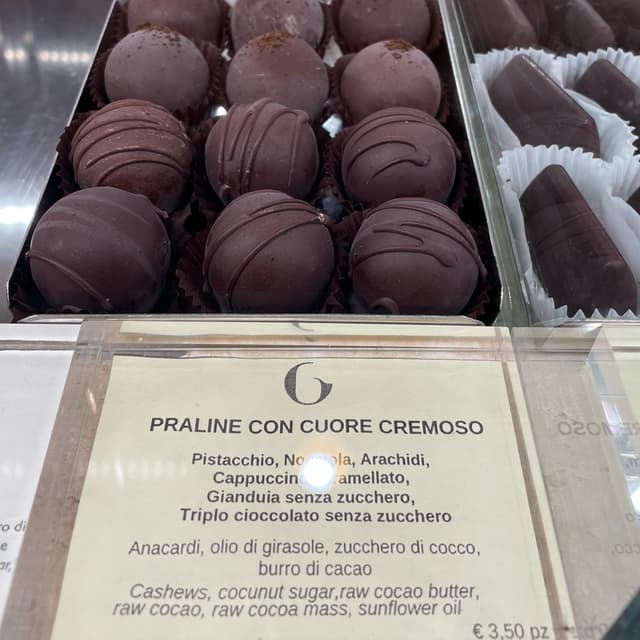 G
PRALINE CON CUORE CREMOSO
Pistacchio, Arachidi,
Gianduia senza zucchero,
Triplo cioccolato senza zucchero
Anacardi, olio di girasole, zucchero di cocco,
burro di cacao
Cashews, cocunut sugar,raw cocao butter,
raw cocao, raw cocoa mass, sunflower oil
€ 3,50 pz